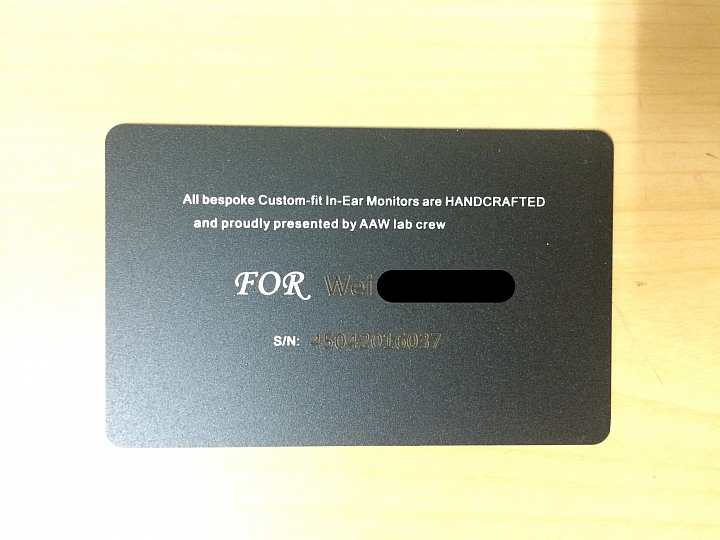 All bespoke Custom-fit In-Ear Monitors are HANDCRAFTED
and proudly presented by AAW lab crew
FOR Wei
S/N: 45042016037